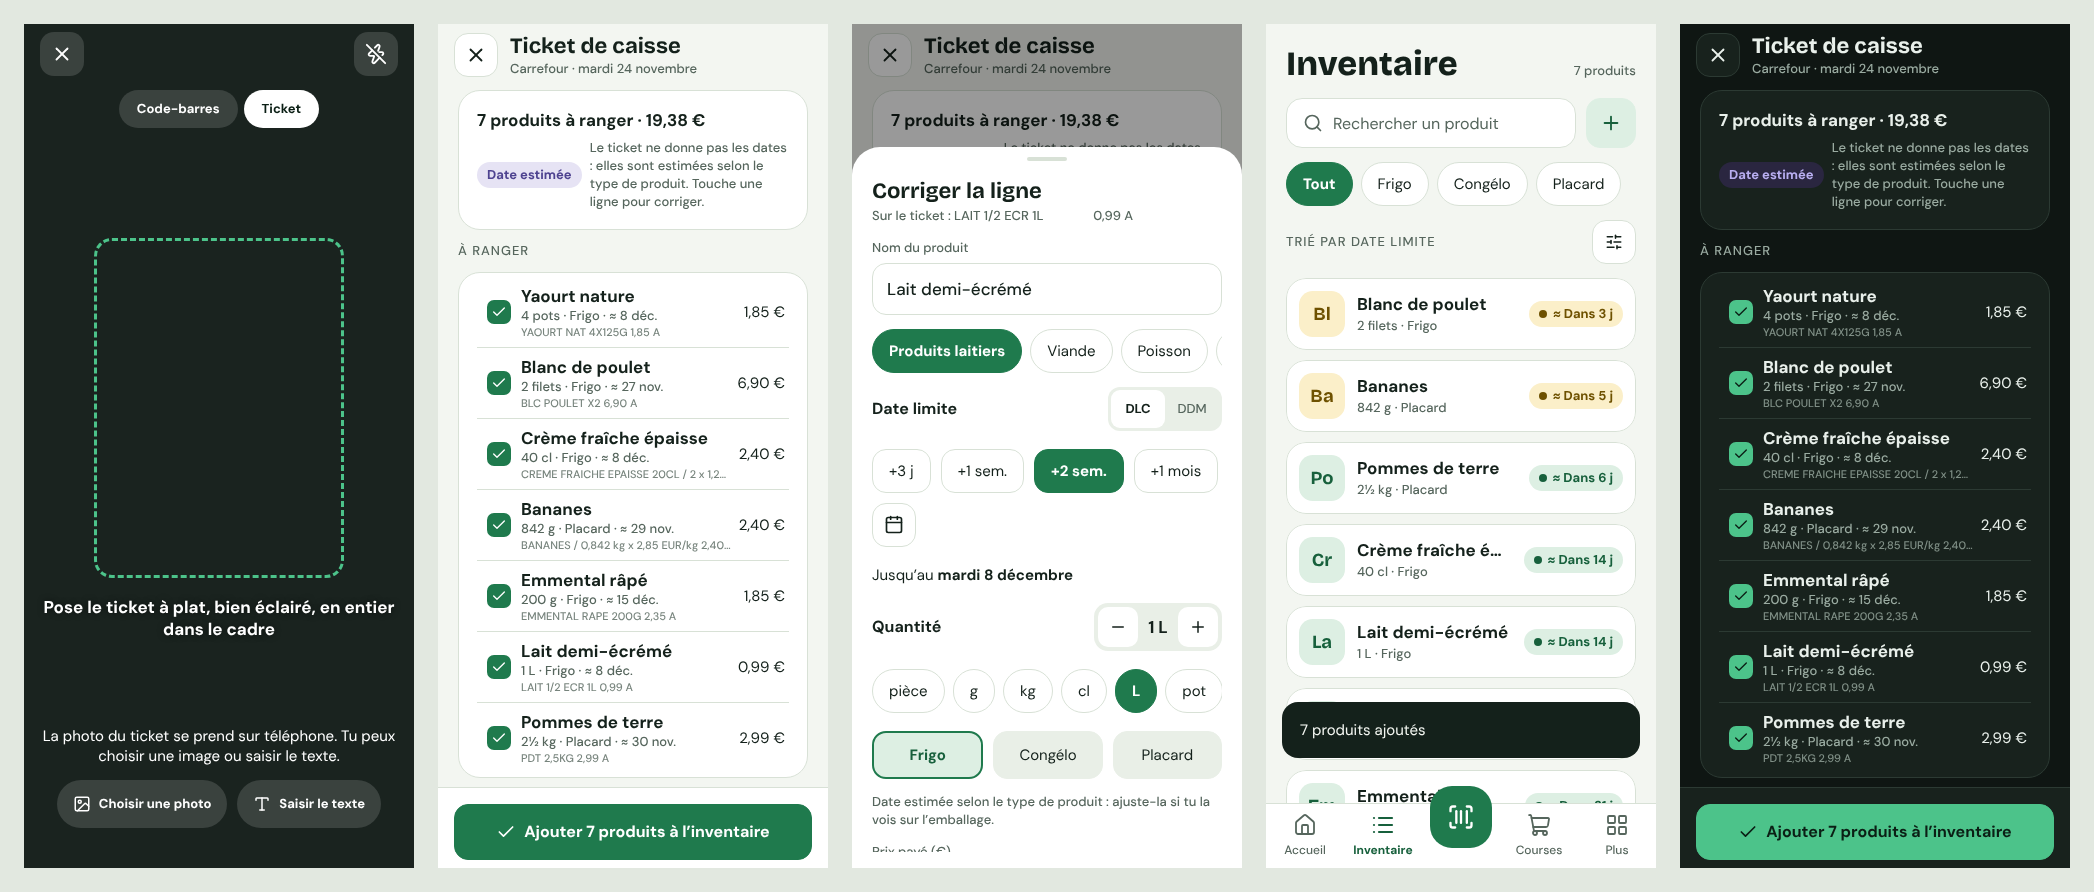 Code-barres
Ticket
Pose le ticket à plat, bien éclairé, en entier
dans le cadre
La photo du ticket se prend sur téléphone. Tu peux
choisir une image ou saisir le texte.
Choisir une photo
Saisir le texte
Ticket de caisse
Carrefour · mardi 24 novembre
7 produits à ranger · 19,38 €
Date estimée
Le ticket ne donne pas les dates
: elles sont estimées selon le
type de produit. Touche une
ligne pour corriger.
À RANGER
Yaourt nature
4 pots · Frigo · ≈ 8 déc.
YAOURT NAT 4X125G 1,85 A
1,85 €
Blanc de poulet
2 filets · Frigo · ≈ 27 nov.
BLC POULET X2 6,90 A
6,90 €
Crème fraîche épaisse
40 cl · Frigo · ≈ 8 déc.
CREME FRAICHE EPAISSE 20CL / 2 x 1,2...
2,40 €
Bananes
842 g · Placard · ≈ 29 nov.
BANANES / 0,842 kg x 2,85 EUR/kg 2,40...
2,40 €
Emmental râpé
200 g · Frigo · ≈ 15 déc.
EMMENTAL RAPE 200G 2,35 A
1,85 €
Lait demi-écrémé
1 L · Frigo · ≈ 8 déc.
LAIT 1/2 ECR 1L 0,99 A
0,99 €
Pommes de terre
2½ kg · Placard · ≈ 30 nov.
PDT 2,5KG 2,99 A
2,99 €
Ajouter 7 produits à l’inventaire
Ticket de caisse
Carrefour · mardi 24 novembre
7 produits à ranger · 19,38 €
Corriger la ligne
Sur le ticket : LAIT 1/2 ECR 1L 0,99 A
Nom du produit
Lait demi-écrémé
Produits laitiers
Viande
Poisson
Date limite
DLC
DDM
+3 j
+1 sem.
+2 sem.
+1 mois
Jusqu’au mardi 8 décembre
Quantité
1 L
pièce
g
kg
cl
L
pot
Frigo
Congélo
Placard
Date estimée selon le type de produit : ajuste-la si tu la
vois sur l’emballage.
Prix payé (€)
Inventaire
7 produits
Rechercher un produit
Tout
Frigo
Congélo
Placard
TRIÉ PAR DATE LIMITE
Bl
Blanc de poulet
2 filets · Frigo
≈ Dans 3 j
Ba
Bananes
842 g · Placard
≈ Dans 5 j
Po
Pommes de terre
2½ kg · Placard
≈ Dans 6 j
Cr
Crème fraîche é...
40 cl · Frigo
≈ Dans 14 j
La
Lait demi-écrémé
1 L · Frigo
≈ Dans 14 j
7 produits ajoutés
Accueil
Inventaire
Courses
Plus
Ticket de caisse
Carrefour · mardi 24 novembre
7 produits à ranger · 19,38 €
Date estimée
Le ticket ne donne pas les dates
: elles sont estimées selon le
type de produit. Touche une
ligne pour corriger.
À RANGER
Yaourt nature
4 pots · Frigo · ≈ 8 déc.
YAOURT NAT 4X125G 1,85 A
1,85 €
Blanc de poulet
2 filets · Frigo · ≈ 27 nov.
BLC POULET X2 6,90 A
6,90 €
Crème fraîche épaisse
40 cl · Frigo · ≈ 8 déc.
CREME FRAICHE EPAISSE 20CL / 2 x 1,2...
2,40 €
Bananes
842 g · Placard · ≈ 29 nov.
BANANES / 0,842 kg x 2,85 EUR/kg 2,40...
2,40 €
Emmental râpé
200 g · Frigo · ≈ 15 déc.
EMMENTAL RAPE 200G 2,35 A
1,85 €
Lait demi-écrémé
1 L · Frigo · ≈ 8 déc.
LAIT 1/2 ECR 1L 0,99 A
0,99 €
Pommes de terre
2½ kg · Placard · ≈ 30 nov.
PDT 2,5KG 2,99 A
2,99 €
Ajouter 7 produits à l’inventaire